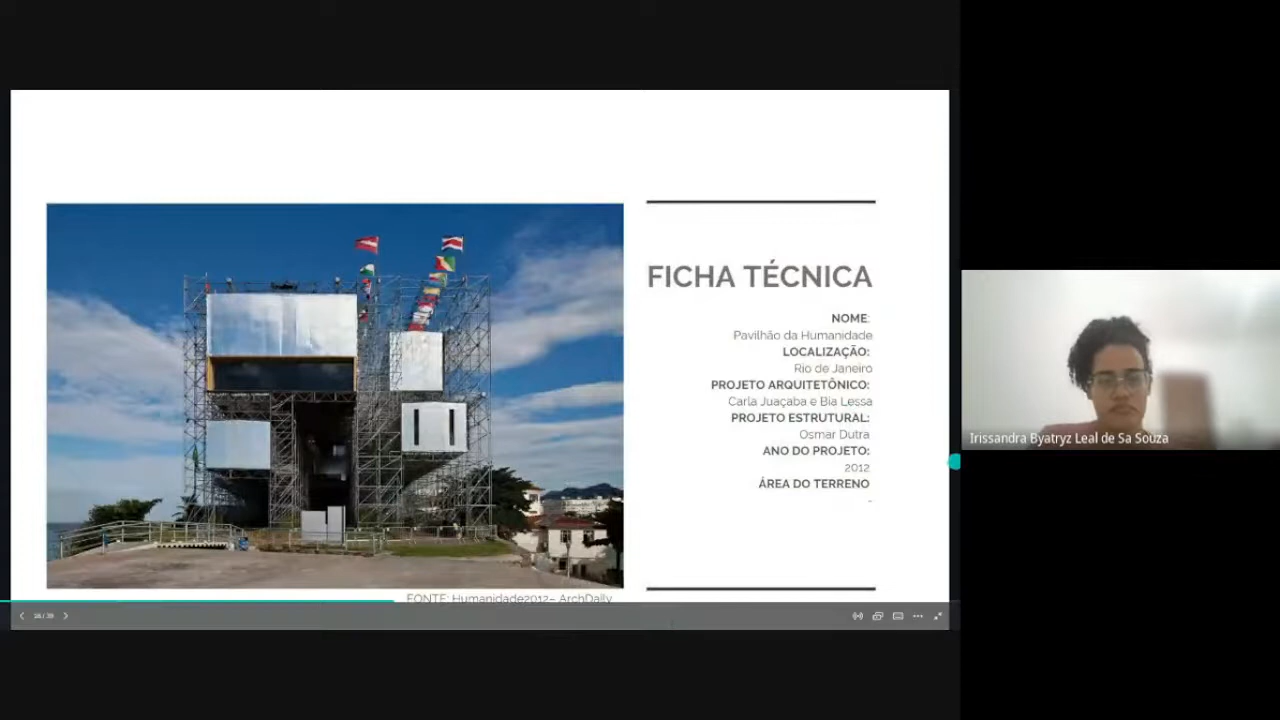 FICHA TÉCNICA
NOME:
Pavilhão da Humanidade
LOCALIZAÇÃO:
Rio de Janeiro
PROJETO ARQUITETÔNICO:
Carla Juaçaba e Bia Lessa
PROJETO ESTRUTURAL:
Osmar Dutra
ANO DO PROJETO:
2012
ÁREA DO TERRENO
-
FONTE: Humanidade2012– ArchDaily
Irissandra Byatryz Leal de Sa Souza